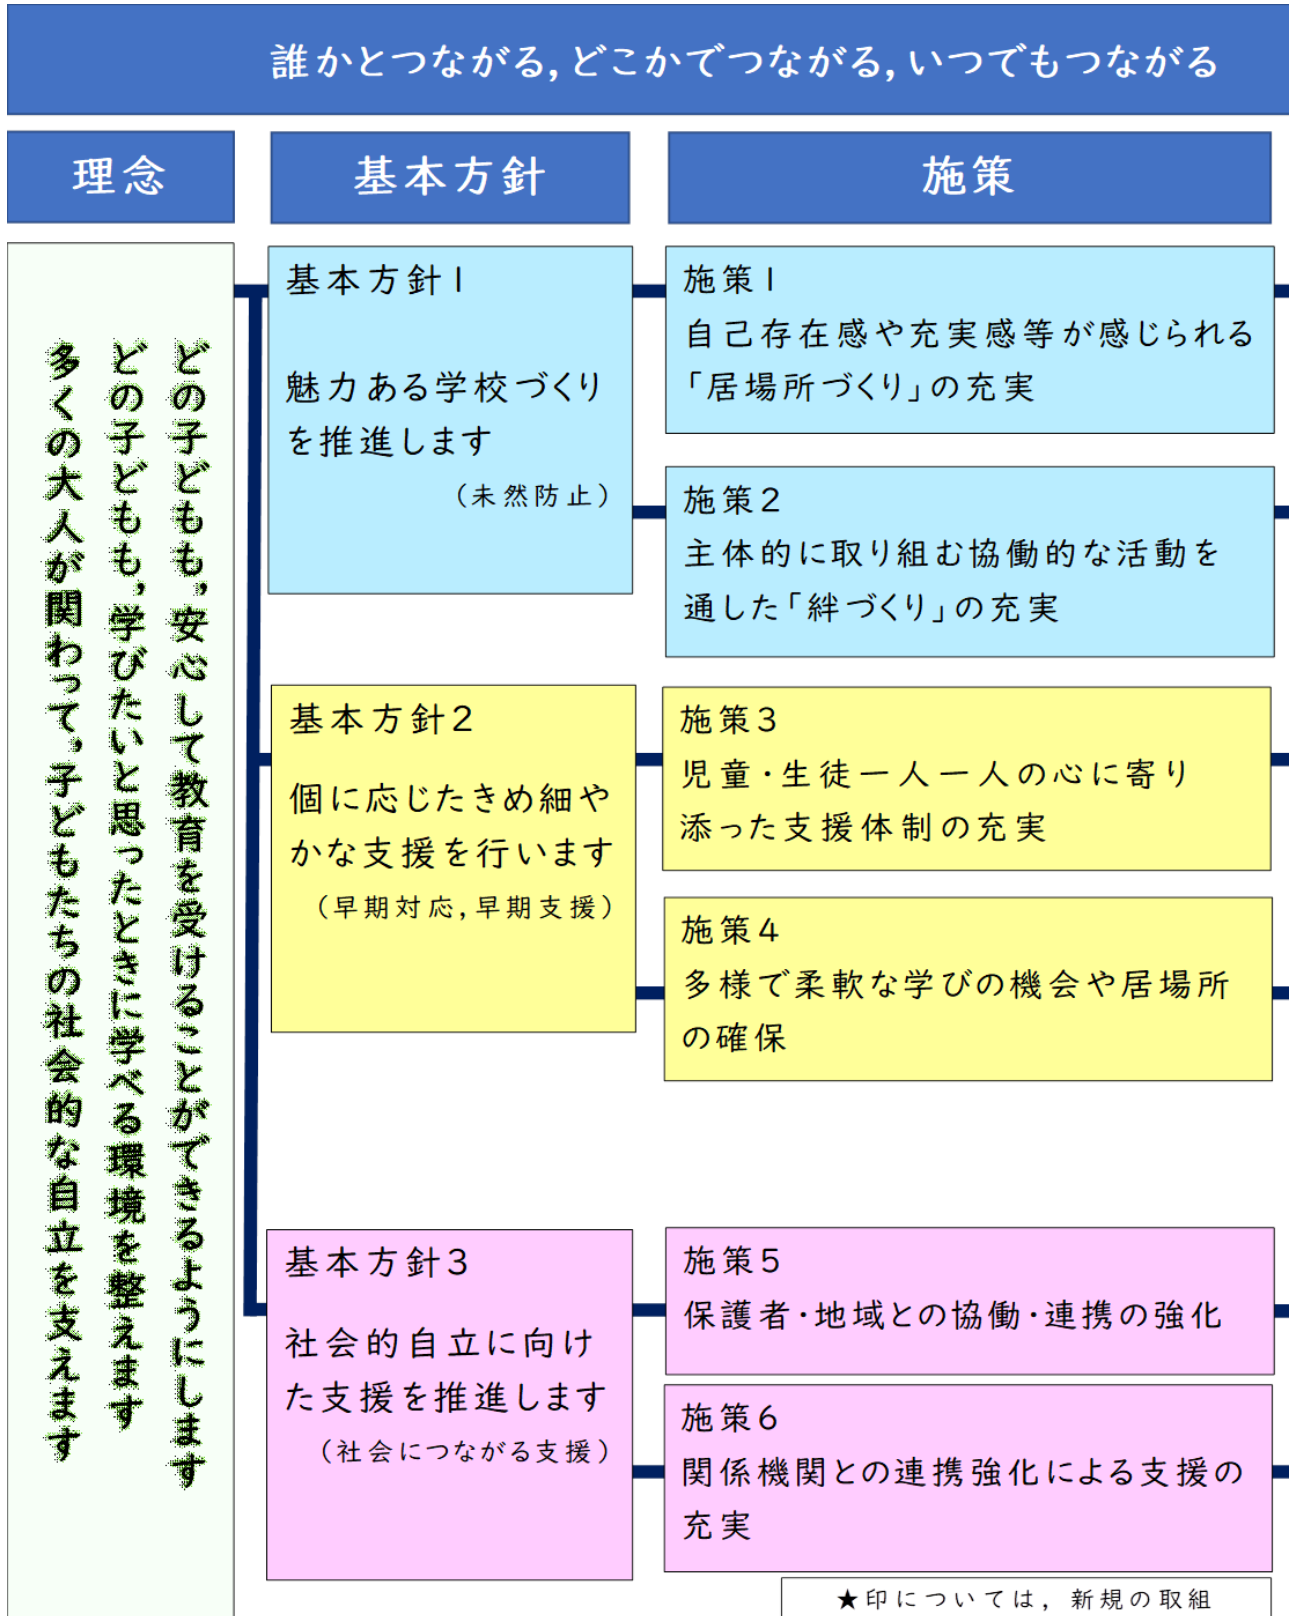 誰かとつながる,どこかでつながる,いつでもつながる
理念
基本方針
施策
どの子どもも,安心して教育を受けることができるようにします
どの子どもも,学びたいと思ったときに学べる環境を整えます
多くの大人が関わって,子どもたちの社会的な自立を支えます
基本方針1
魅力ある学校づくり
を推進します
(未然防止)
施策1
自己存在感や充実感等が感じられる
「居場所づくり」の充実
施策2
主体的に取り組む協働的な活動を
通した「絆づくり」の充実
基本方針2
個に応じたきめ細や
かな支援を行います
(早期対応,早期支援)
施策3
児童・生徒一人一人の心に寄り
添った支援体制の充実
施策4
多様で柔軟な学びの機会や居場所
の確保
基本方針3
社会的自立に向け
た支援を推進します
(社会につながる支援)
施策5
保護者・地域との協働・連携の強化
施策6
関係機関との連携強化による支援の
充実
★印については,新規の取組